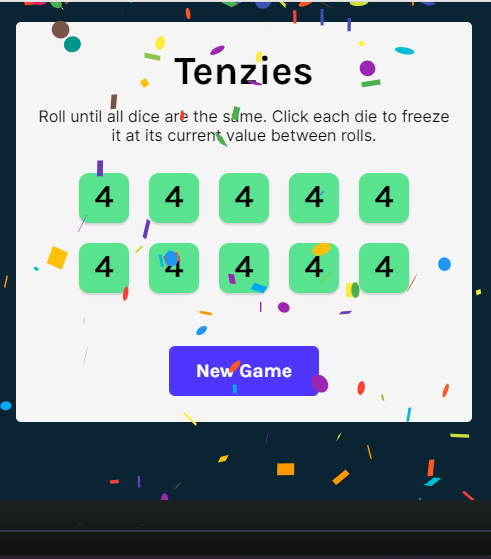 Tenzies
Roll until all dice are the same. Click each die to freeze
it at its current value between rolls.
4 4 4 4 4
4 4 4 4 4
New Game